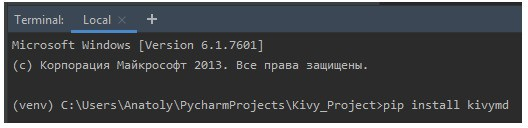 Terminal: Local × +
Microsoft Windows [Version 6.1.7601]
(c) Корпорация Майкрософт 2013. Все права защищены.
(venv) C:\Users\Anatoly\PycharmProjects\Kivy_Project>pip install kivymd